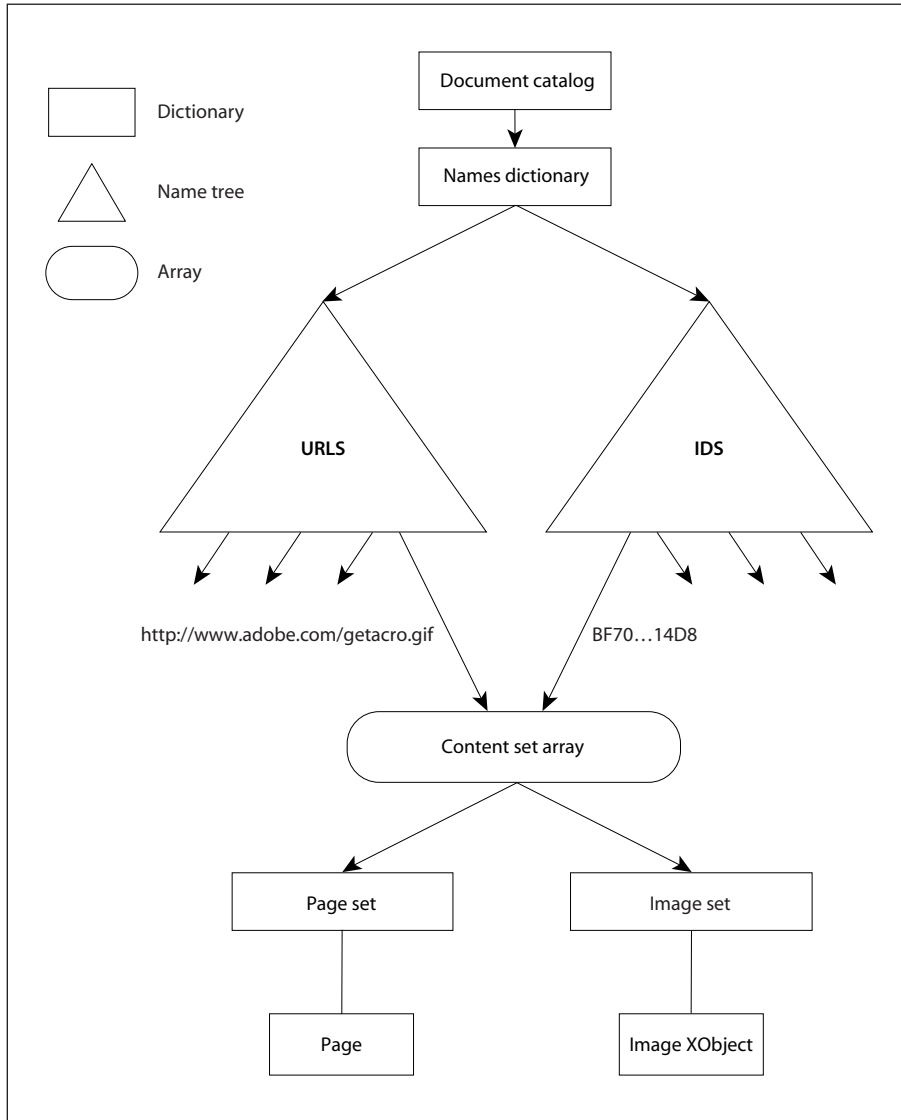 Document catalog
Dictionary
Names dictionary
Name tree
Array
URLS
IDS
http://www.adobe.com/getacro.gif
BF70…14D8
Content set array
Page set
Image set
Page
Image XObject